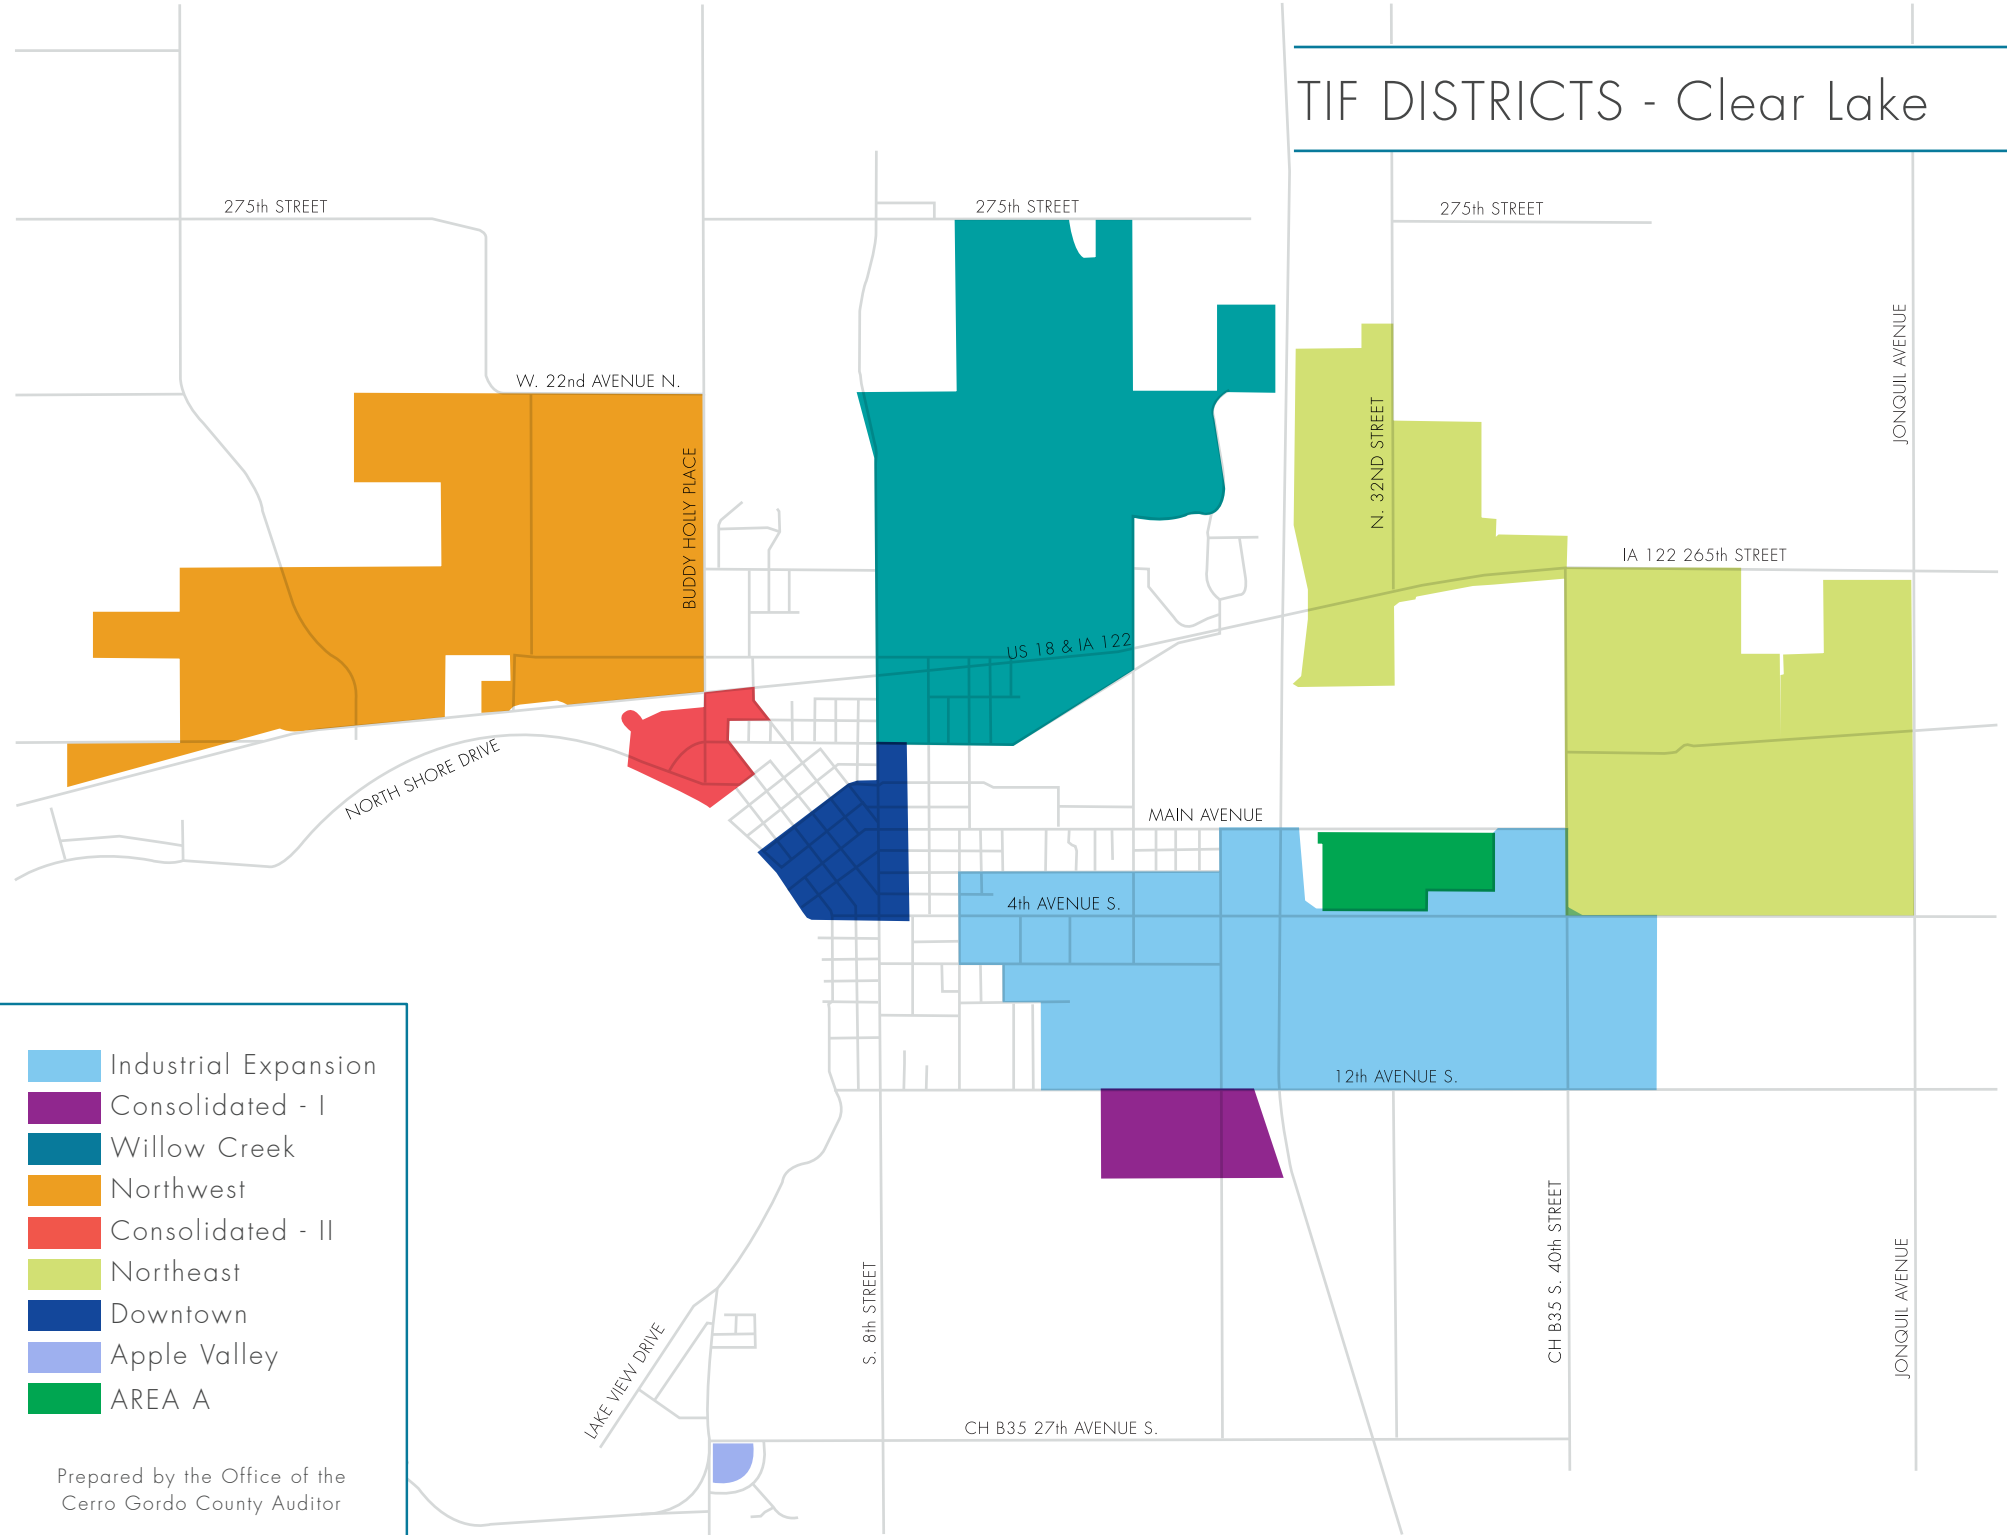 TIF DISTRICTS - Clear Lake
275th STREET
275th STREET
275th STREET
JONQUIL AVENUE
W. 22nd AVENUE N.
N. 32ND STREET
BUDDY HOLLY PLACE
IA 122 265th STREET
US 18 & IA 122
NORTH SHORE DRIVE
MAIN AVENUE
4th AVENUE S.
12th AVENUE S.
CH B35 S. 40th STREET
JONQUIL AVENUE
S. 8th STREET
LAKE VIEW DRIVE
CH B35 27th AVENUE S.
Industrial Expansion
Consolidated - I
Willow Creek
Northwest
Consolidated - II
Northeast
Downtown
Apple Valley
AREA A
Prepared by the Office of the
Cerro Gordo County Auditor